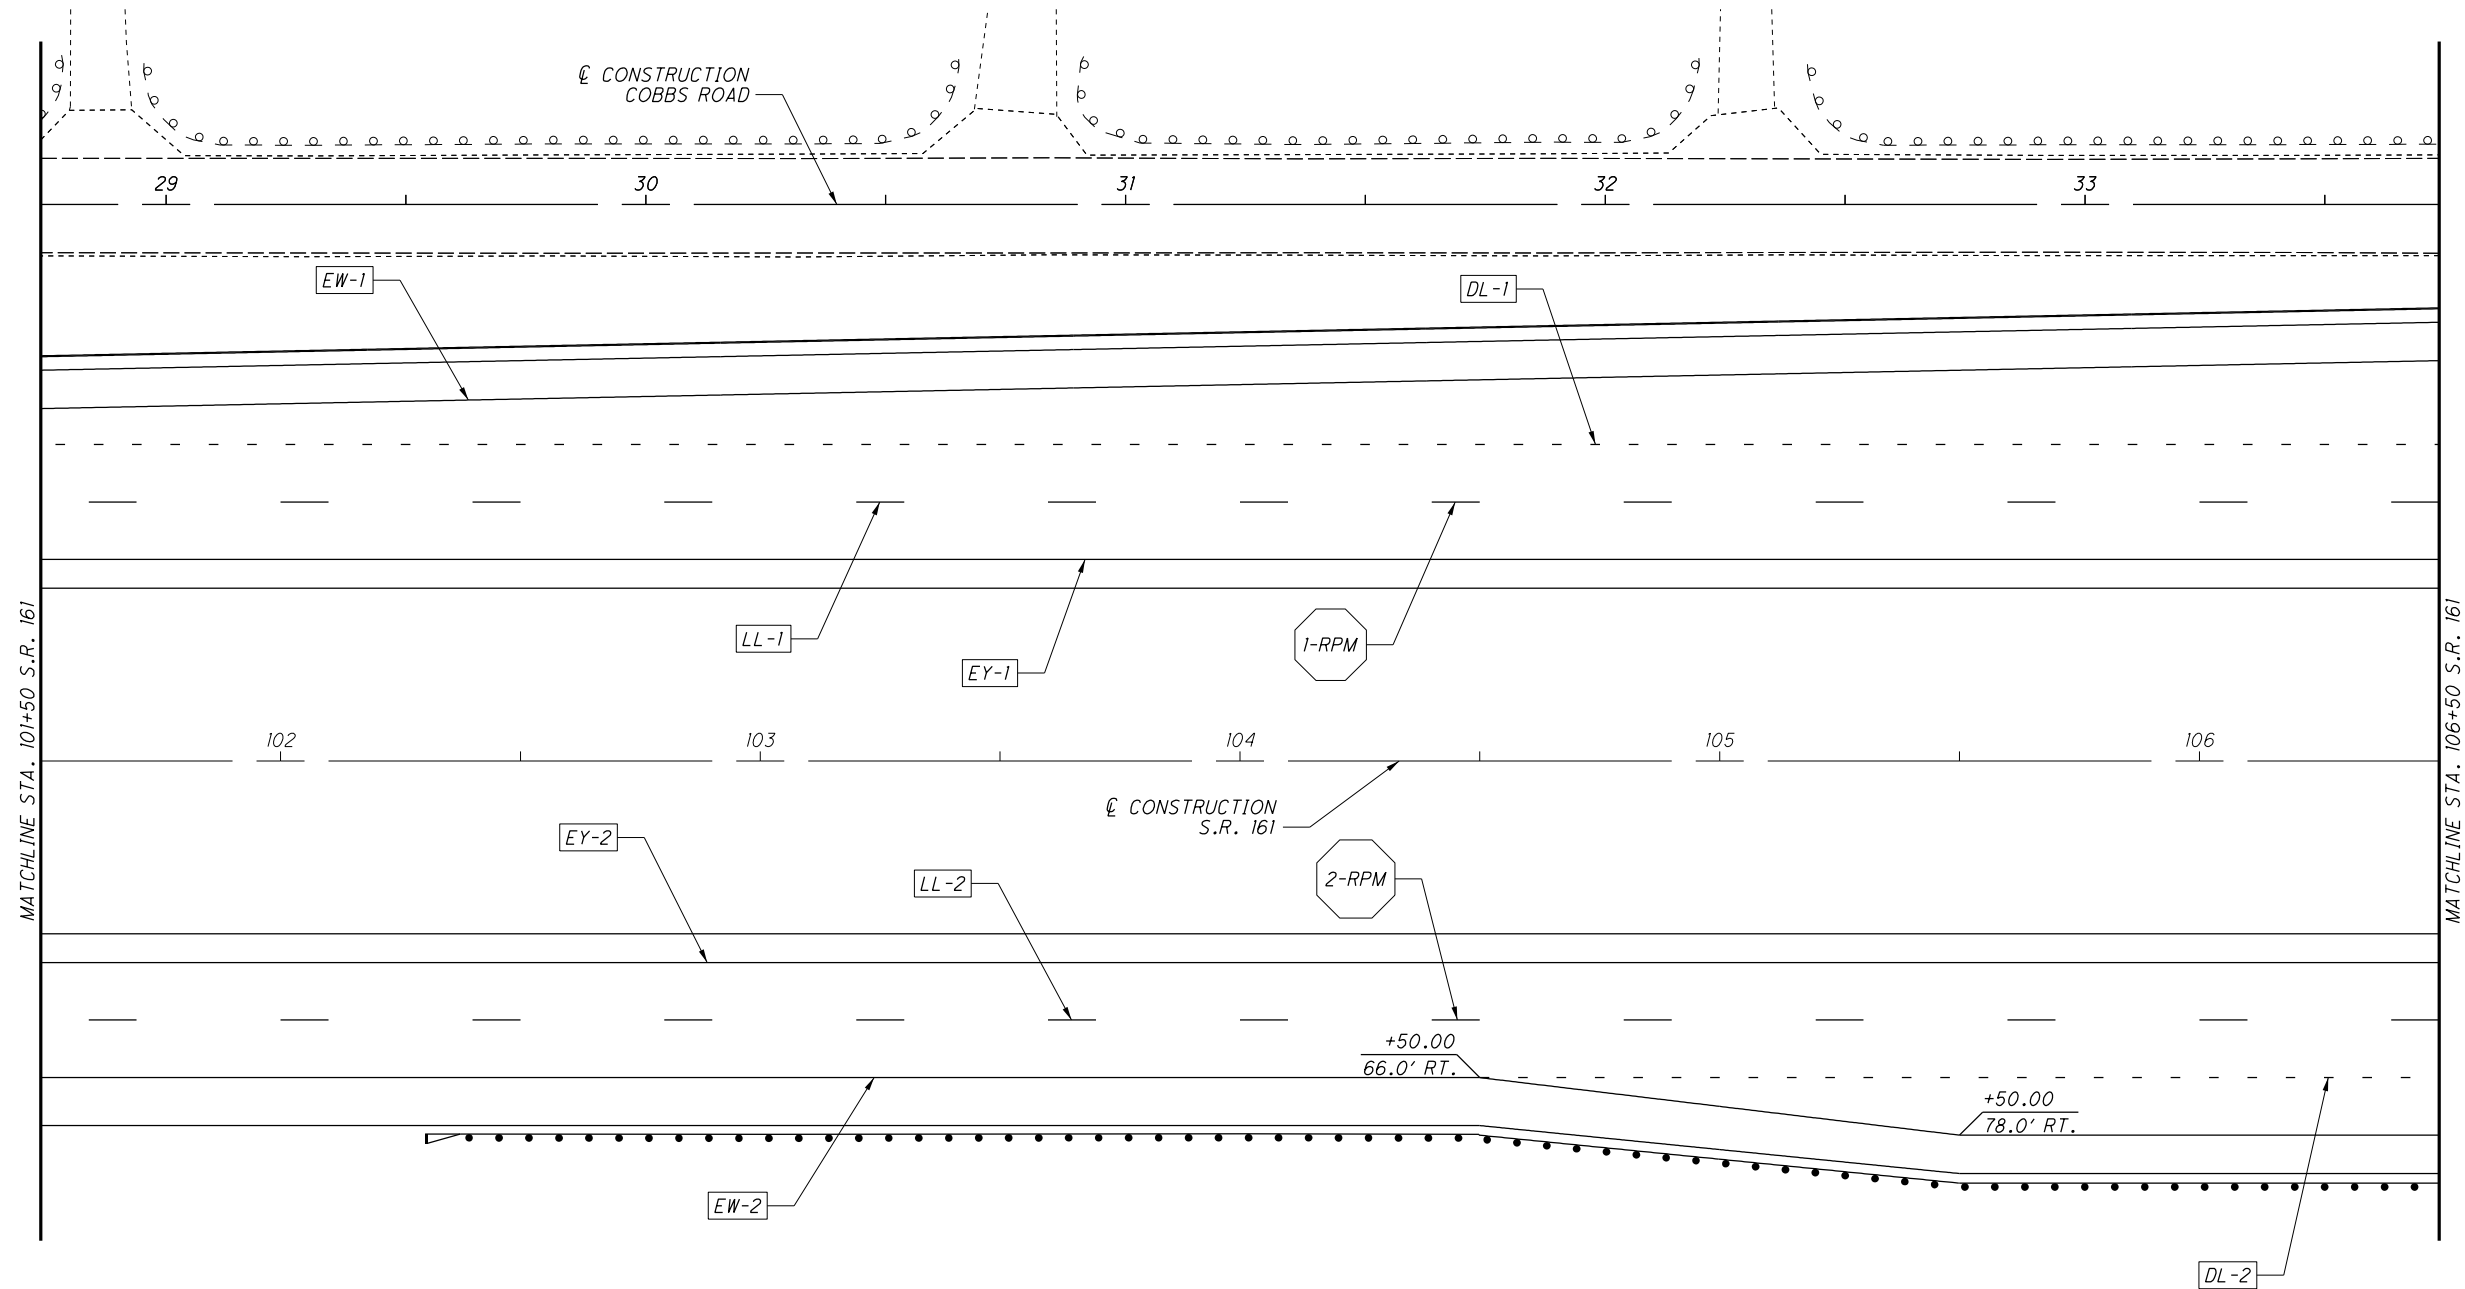 ℄ CONSTRUCTION
COBBS ROAD
29 30 31 32 33
EW-1
DL-1
LL-1
EY-1
1-RPM
MATCHLINE STA. 101+50 S.R. 161
MATCHLINE STA. 106+50 S.R. 161
102 103 104 105 106
℄ CONSTRUCTION
S.R. 161
EY-2
LL-2
2-RPM
+50.00
66.0' RT.
+50.00
78.0' RT.
EW-2
DL-2